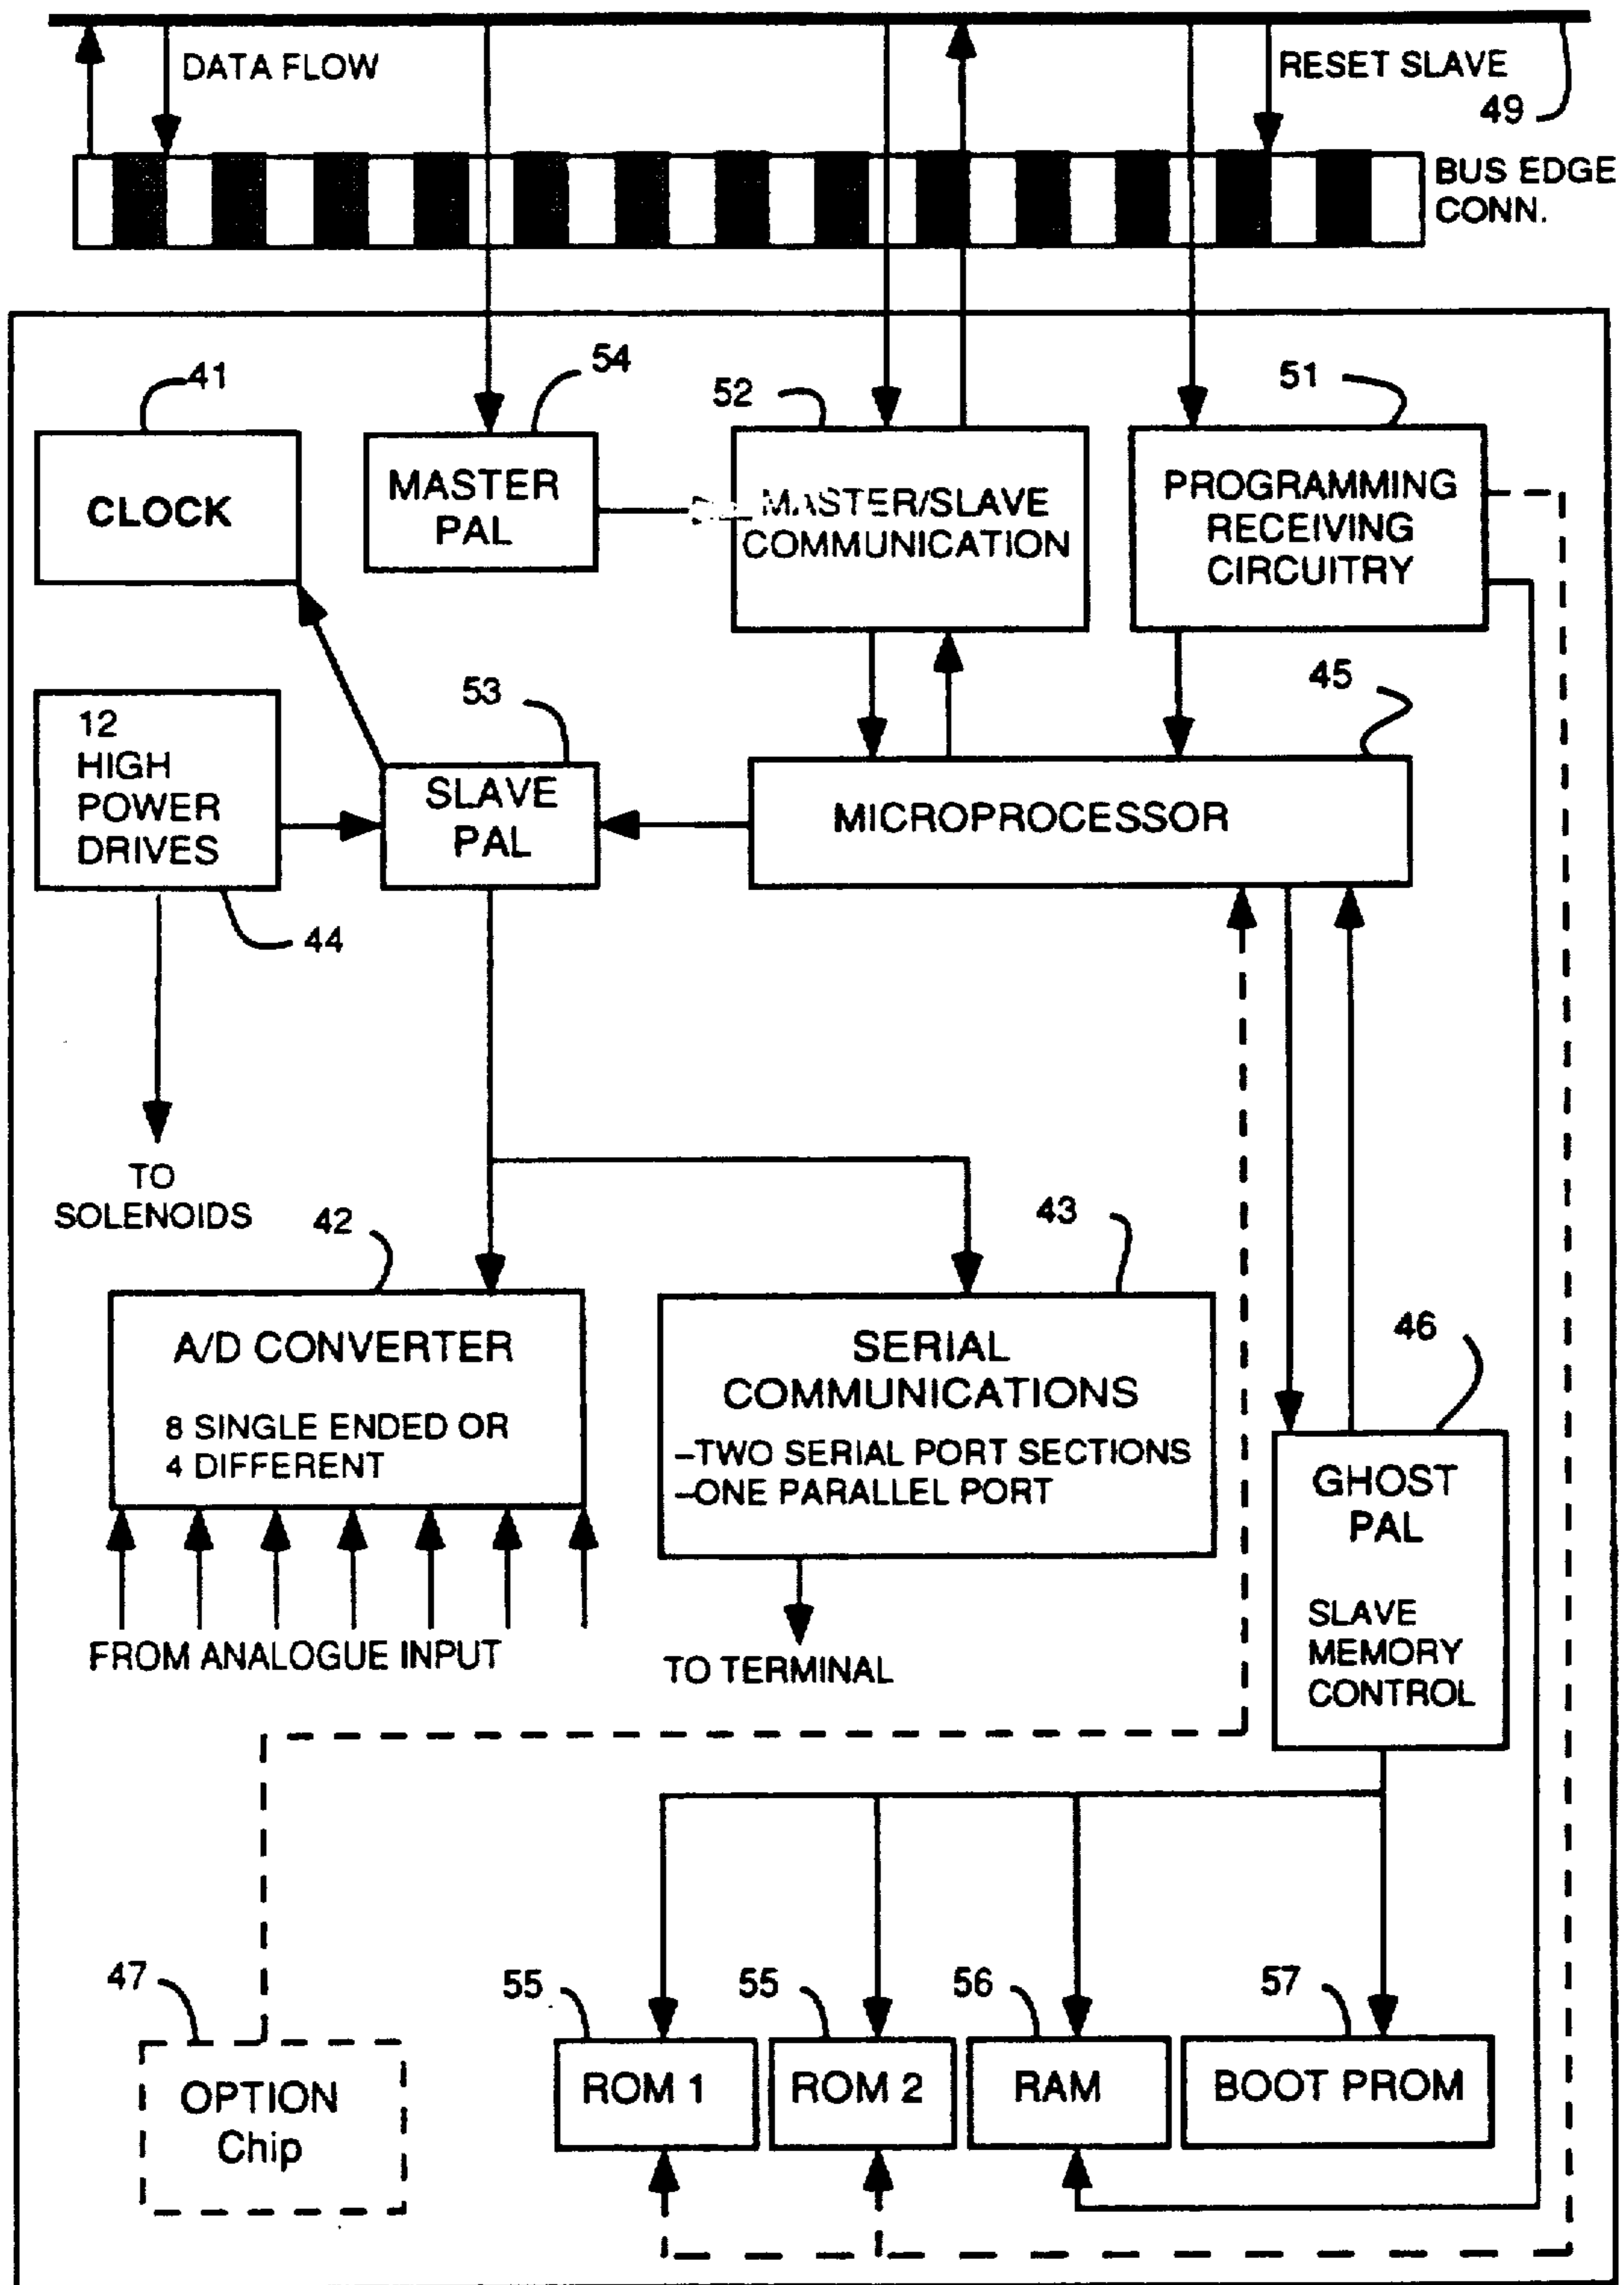 DATA FLOW
RESET SLAVE
49
BUS EDGE
CONN.
41
54
52
51
CLOCK
MASTER
PAL
MASTER/SLAVE
COMMUNICATION
PROGRAMMING
RECEIVING
CIRCUITRY
53
45
12
HIGH
POWER
DRIVES
SLAVE
PAL
MICROPROCESSOR
44
TO
SOLENOIDS
42
43
46
A/D CONVERTER
8 SINGLE ENDED OR
4 DIFFERENT
SERIAL
COMMUNICATIONS
–TWO SERIAL PORT SECTIONS
–ONE PARALLEL PORT
GHOST
PAL
SLAVE
MEMORY
CONTROL
FROM ANALOGUE INPUT
TO TERMINAL
47
55
55
56
57
OPTION
Chip
ROM 1
ROM 2
RAM
BOOT PROM